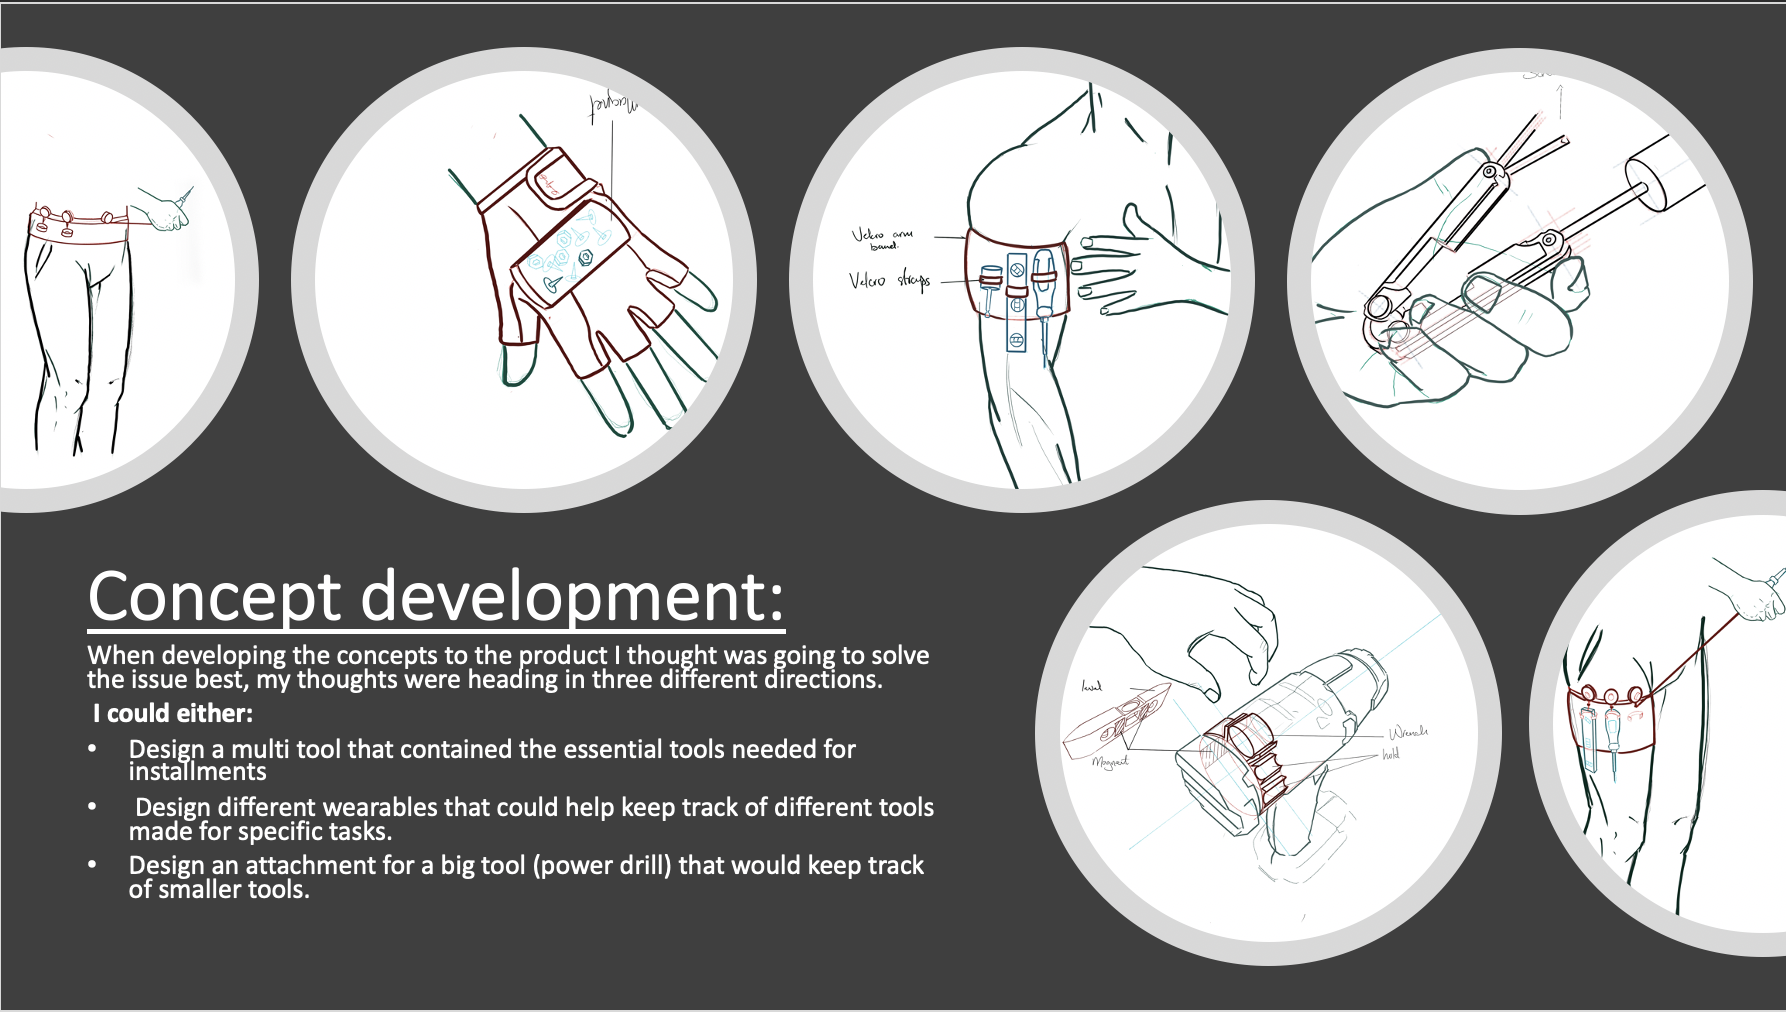 Magnet
Velcro arm
band.
Velcro straps
Concept development:
When developing the concepts to the product I thought was going to solve
the issue best, my thoughts were heading in three different directions.
I could either:
• Design a multi tool that contained the essential tools needed for
installments
• Design different wearables that could help keep track of different tools
made for specific tasks.
• Design an attachment for a big tool (power drill) that would keep track
of smaller tools.
level
Magnet
Wrench
hold